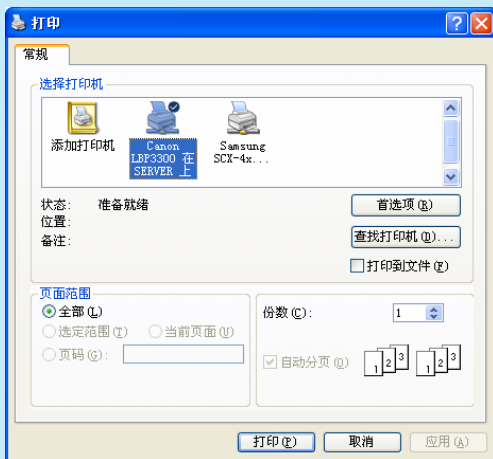 打印
常规
选择打印机
添加打印机
Canon
LBP3300 在
SERVER 上
Samsung
SCX-4x...
状态: 准备就绪
位置:
备注:
首选项(R)
查找打印机(D)...
打印到文件(F)
页面范围
全部(L)
选定范围(T) 当前页面(U)
页码(G):
份数(C): 1
自动分页(O)
1 2 3 1 2 3
打印(P) 取消 应用(A)